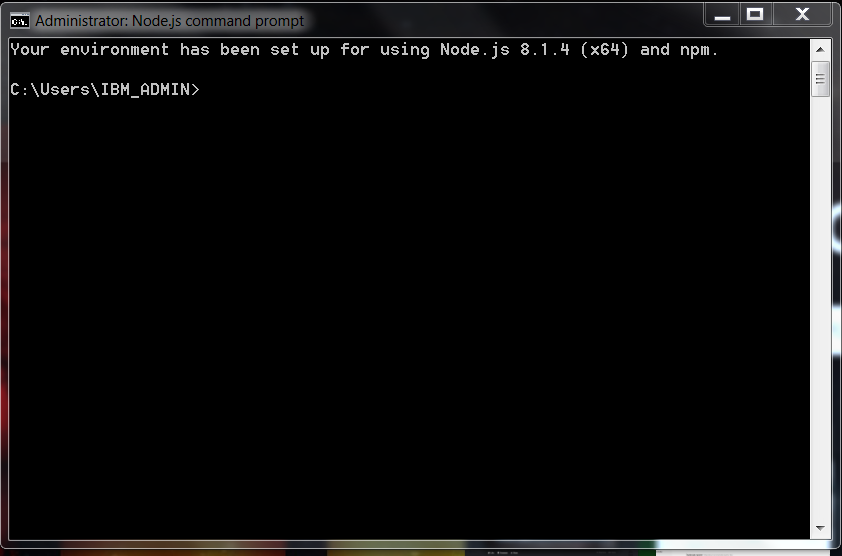 Administrator: Node.js command prompt
Your environment has been set up for using Node.js 8.1.4 (x64) and npm.
C:\Users\IBM_ADMIN>